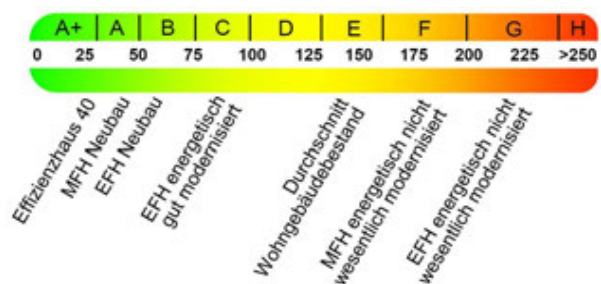 A+ A B C D E F G H
0 25 50 75 100 125 150 175 200 225 >250
Effizienzhaus 40
MFH Neubau
EFH Neubau
EFH energetisch
gut modernisiert
Durchschnitt
Wohngebäudebestand
MFH energetisch nicht
wesentlich modernisiert
EFH energetisch nicht
wesentlich modernisiert